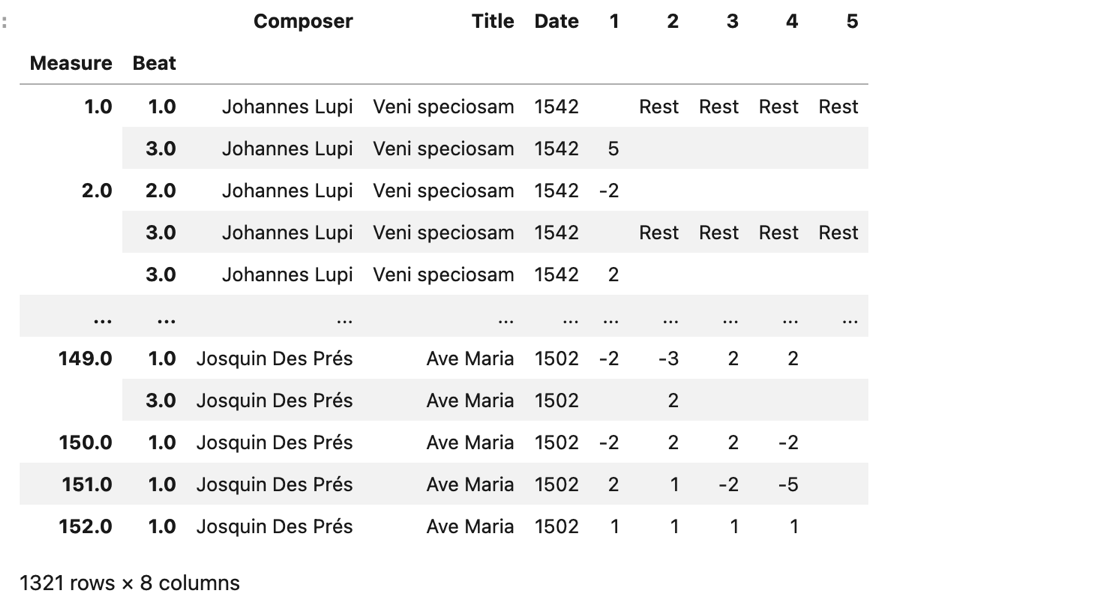 : Composer Title Date 1 2 3 4 5
Measure Beat
1.0 1.0 Johannes Lupi Veni speciosam 1542 Rest Rest Rest Rest
3.0 Johannes Lupi Veni speciosam 1542 5
2.0 2.0 Johannes Lupi Veni speciosam 1542 -2
3.0 Johannes Lupi Veni speciosam 1542 Rest Rest Rest Rest
3.0 Johannes Lupi Veni speciosam 1542 2
... ... ... ... ... ... ... ... ... ...
149.0 1.0 Josquin Des Prés Ave Maria 1502 -2 -3 2 2
3.0 Josquin Des Prés Ave Maria 1502 2
150.0 1.0 Josquin Des Prés Ave Maria 1502 -2 2 2 -2
151.0 1.0 Josquin Des Prés Ave Maria 1502 2 1 -2 -5
152.0 1.0 Josquin Des Prés Ave Maria 1502 1 1 1 1
1321 rows × 8 columns